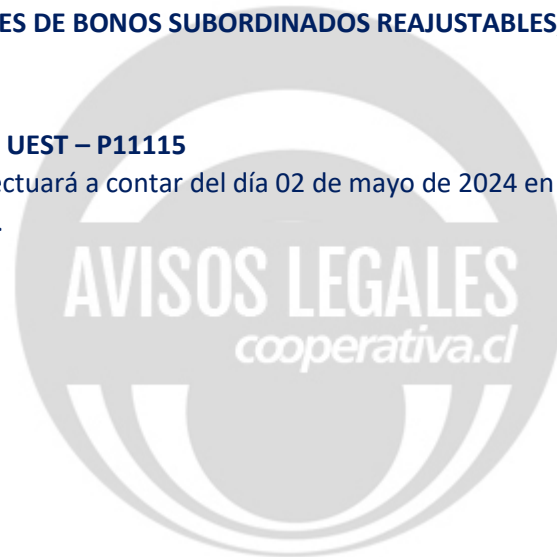 ES DE BONOS SUBORDINADOS REAJUSTABLES
UEST – P11115
ectuará a contar del día 02 de mayo de 2024 en
.
AVISOS LEGALES
cooperativa.cl